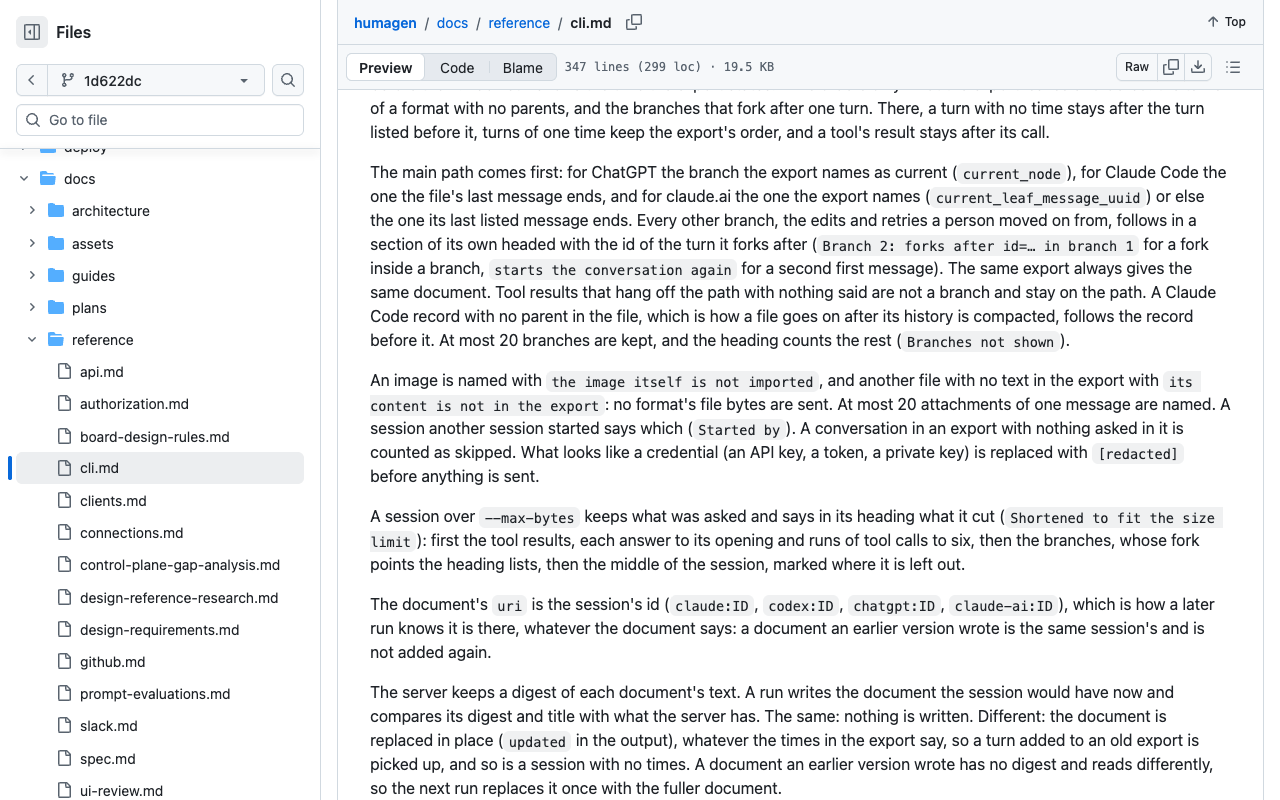 Files
1d622dc
Go to file
deploy
docs
architecture
assets
guides
plans
reference
api.md
authorization.md
board-design-rules.md
cli.md
clients.md
connections.md
control-plane-gap-analysis.md
design-reference-research.md
design-requirements.md
github.md
prompt-evaluations.md
slack.md
spec.md
ui-review.md
humagen / docs / reference / cli.md
Top
Preview Code Blame 347 lines (299 loc) · 19.5 KB
Raw
of a format with no parents, and the branches that fork after one turn. There, a turn with no time stays after the turn
listed before it, turns of one time keep the export's order, and a tool's result stays after its call.
The main path comes first: for ChatGPT the branch the export names as current ( current_node ), for Claude Code the
one the file's last message ends, and for claude.ai the one the export names ( current_leaf_message_uuid ) or else
the one its last listed message ends. Every other branch, the edits and retries a person moved on from, follows in a
section of its own headed with the id of the turn it forks after ( Branch 2: forks after id=… in branch 1 for a fork
inside a branch, starts the conversation again for a second first message). The same export always gives the
same document. Tool results that hang off the path with nothing said are not a branch and stay on the path. A Claude
Code record with no parent in the file, which is how a file goes on after its history is compacted, follows the record
before it. At most 20 branches are kept, and the heading counts the rest ( Branches not shown ).
An image is named with the image itself is not imported , and another file with no text in the export with its
content is not in the export : no format's file bytes are sent. At most 20 attachments of one message are named. A
session another session started says which ( Started by ). A conversation in an export with nothing asked in it is
counted as skipped. What looks like a credential (an API key, a token, a private key) is replaced with [redacted]
before anything is sent.
A session over --max-bytes keeps what was asked and says in its heading what it cut ( Shortened to fit the size
limit ): first the tool results, each answer to its opening and runs of tool calls to six, then the branches, whose fork
points the heading lists, then the middle of the session, marked where it is left out.
The document's uri is the session's id ( claude:ID , codex:ID , chatgpt:ID , claude-ai:ID ), which is how a later
run knows it is there, whatever the document says: a document an earlier version wrote is the same session's and is
not added again.
The server keeps a digest of each document's text. A run writes the document the session would have now and
compares its digest and title with what the server has. The same: nothing is written. Different: the document is
replaced in place ( updated in the output), whatever the times in the export say, so a turn added to an old export is
picked up, and so is a session with no times. A document an earlier version wrote has no digest and reads differently,
so the next run replaces it once with the fuller document.